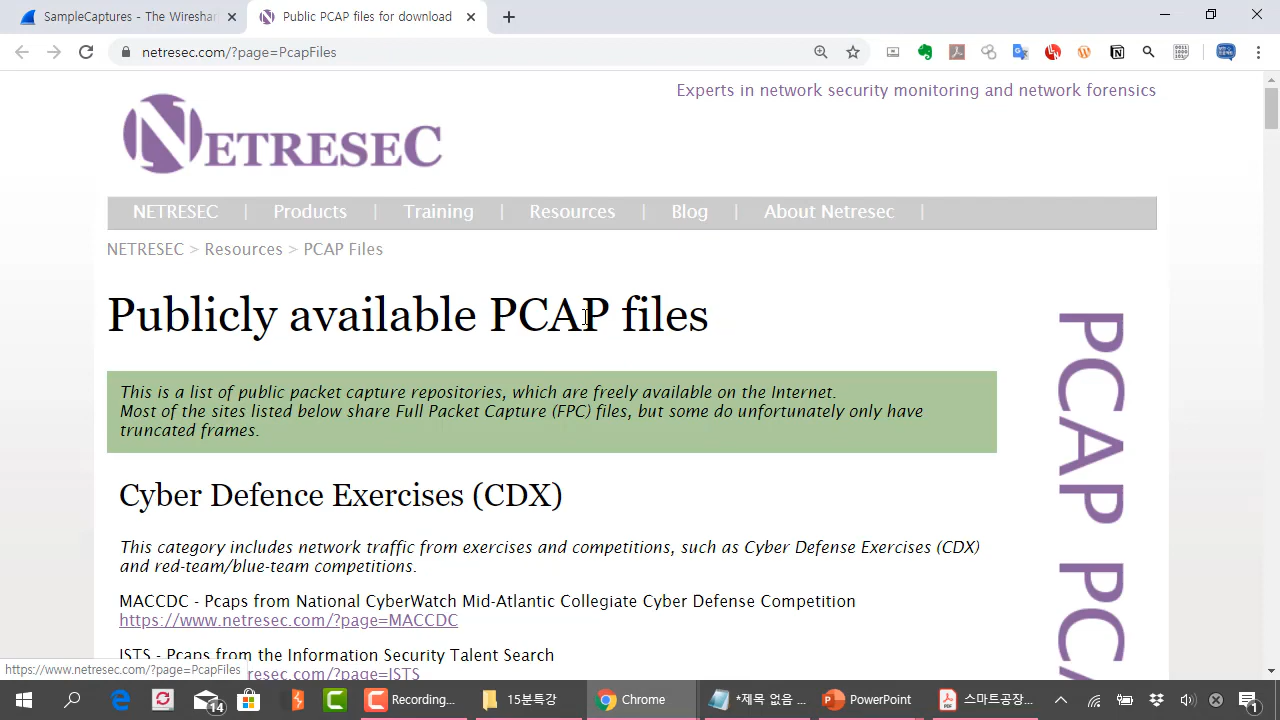 SampleCaptures - The Wireshar
Public PCAP files for download
netresec.com/?page=PcapFiles
Experts in network security monitoring and network forensics
NETRESEC
NETRESEC | Products | Training | Resources | Blog | About Netresec |
NETRESEC > Resources > PCAP Files
Publicly available PCAP files
This is a list of public packet capture repositories, which are freely available on the Internet.
Most of the sites listed below share Full Packet Capture (FPC) files, but some do unfortunately only have
truncated frames.
Cyber Defence Exercises (CDX)
This category includes network traffic from exercises and competitions, such as Cyber Defense Exercises (CDX)
and red-team/blue-team competitions.
MACCDC - Pcaps from National CyberWatch Mid-Atlantic Collegiate Cyber Defense Competition
https://www.netresec.com/?page=MACCDC
ISTS - Pcaps from the Information Security Talent Search
resec.com/?page=ISTS
https://www.netresec.com/?page=PcapFiles
PCAP PC
14
Recording...
15분특강
Chrome
*제목 없음
PowerPoint
스마트공장...
1